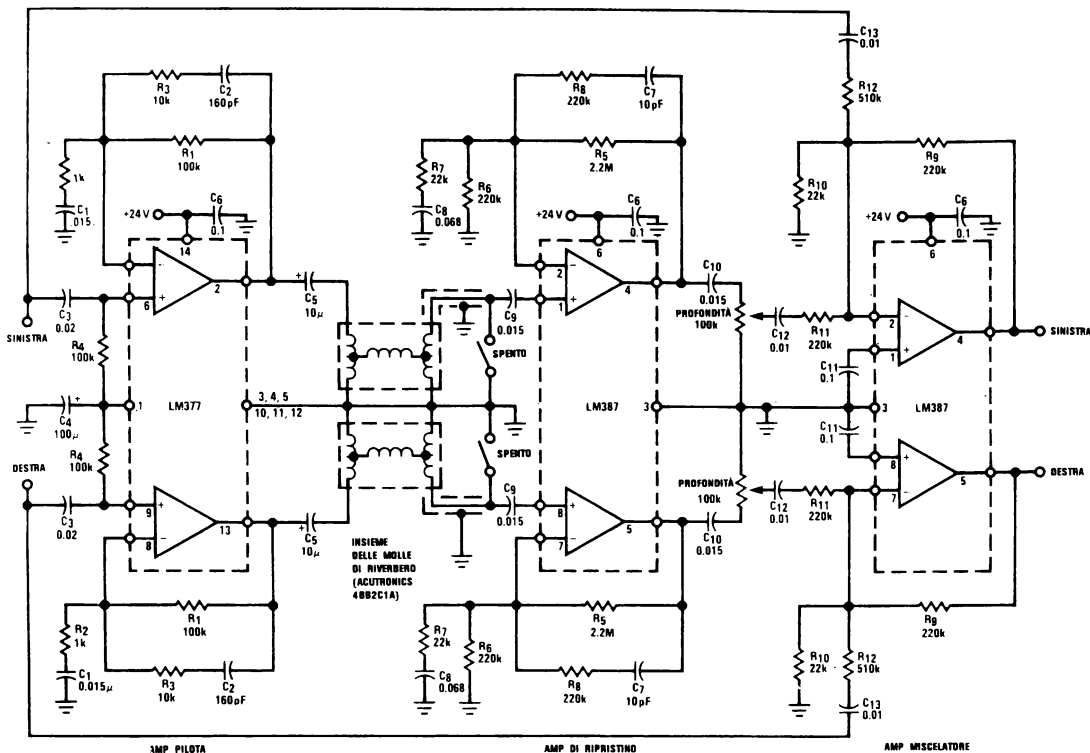 C13
0.01
R3
10k
C2
160pF
R8
220k
C7
10pF
R12
510k
R1
100k
R5
2.2M
R9
220k
1k
C1
.015
R7
22k
R6
220k
C8
0.068
R10
22k
+24V
C6
0.1
14
+24V
C6
0.1
6
+24V
C6
0.1
6
−
+
6
2
C3
0.02
SINISTRA
R4
100k
C5
10μ
+
SPENTO
C9
0.015
2
−
1
+
4
C10
0.015
PROFONDITÀ
100k
C12
0.01
R11
220k
2
−
1
+
4
SINISTRA
C11
0.1
+
C4
100μ
1
LM377
3, 4, 5
10, 11, 12
LM387
3
3
LM387
C11
0.1
R4
100k
DESTRA
C3
0.02
9
+
8
−
13
+
C5
10μ
SPENTO
C9
0.015
8
+
7
−
5
PROFONDITÀ
100k
C10
0.015
C12
0.01
R11
220k
8
+
7
−
5
DESTRA
INSIEME
DELLE MOLLE
DI RIVERBERO
(ACUTRONICS
4BB2C1A)
R2
1k
C1
0.015μ
R1
100k
R3
10k
C2
160pF
R7
22k
C8
0.068
R6
220k
R5
2.2M
R8
220k
C7
10pF
R10
22k
R12
510k
R9
220k
C13
0.01
AMP PILOTA
AMP DI RIPRISTINO
AMP MISCELATORE